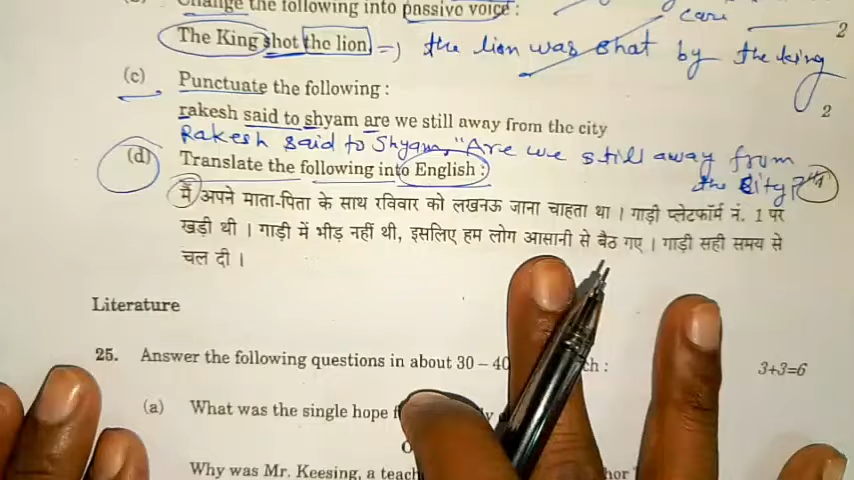 Change the following into passive voice :
care
2
The King shot the lion => the lion was shat by the king
(c) Punctuate the following :
2
rakesh said to shyam are we still away from the city
Rakesh said to Shyam, "Are we still away from
the City?"
(d) Translate the following into English :
मैं अपने माता-पिता के साथ रविवार को लखनऊ जाना चाहता था । गाड़ी प्लेटफॉर्म नं. 1 पर
खड़ी थी । गाड़ी में भीड़ नहीं थी, इसलिए हम लोग आसानी से बैठ गए । गाड़ी सही समय से
चल दी ।
Literature
25. Answer the following questions in about 30 – 40 : 3+3=6
(a) What was the single hope
Why was Mr. Keesing, a